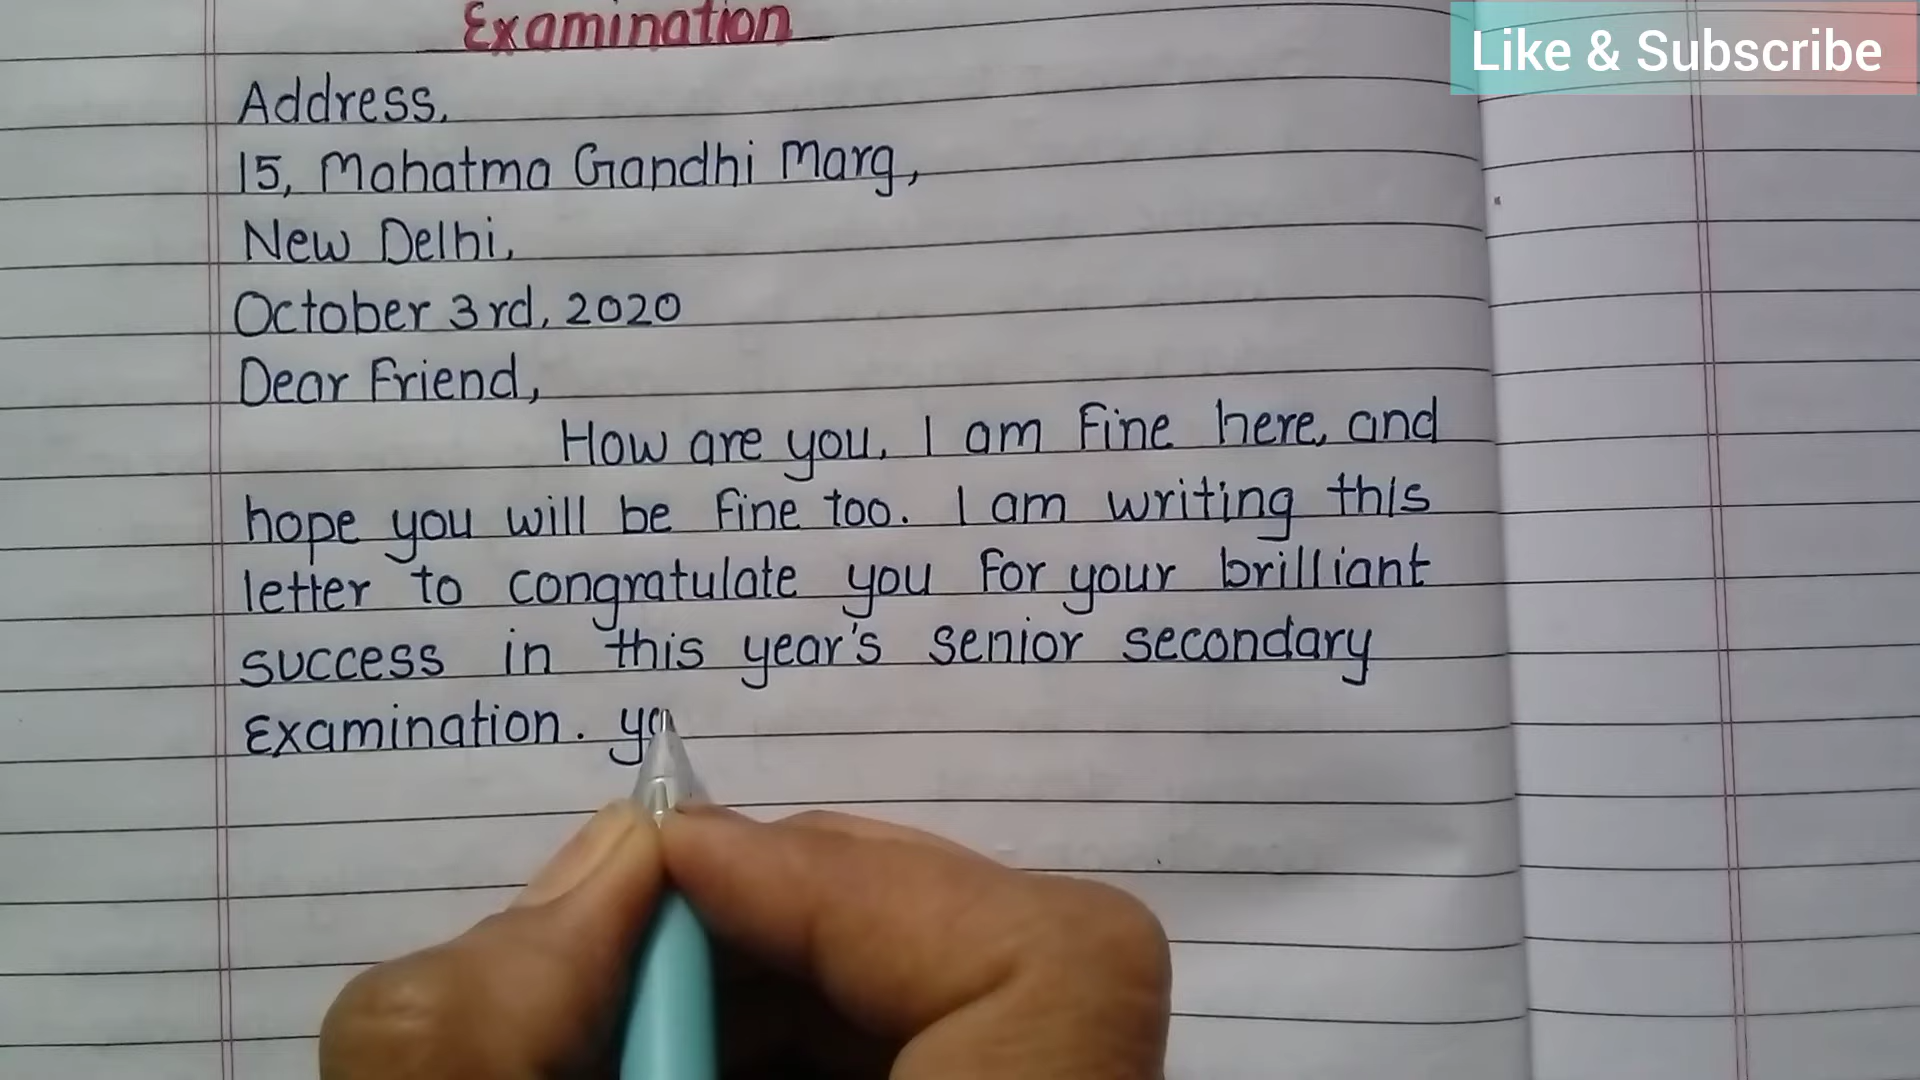 Examination
Like & Subscribe
Address,
15, Mahatma Gandhi Marg,
New Delhi,
October 3rd, 2020
Dear Friend,
How are you, I am fine here, and
hope you will be fine too. I am writing this
letter to congratulate you for your brilliant
success in this year's senior secondary
Examination.